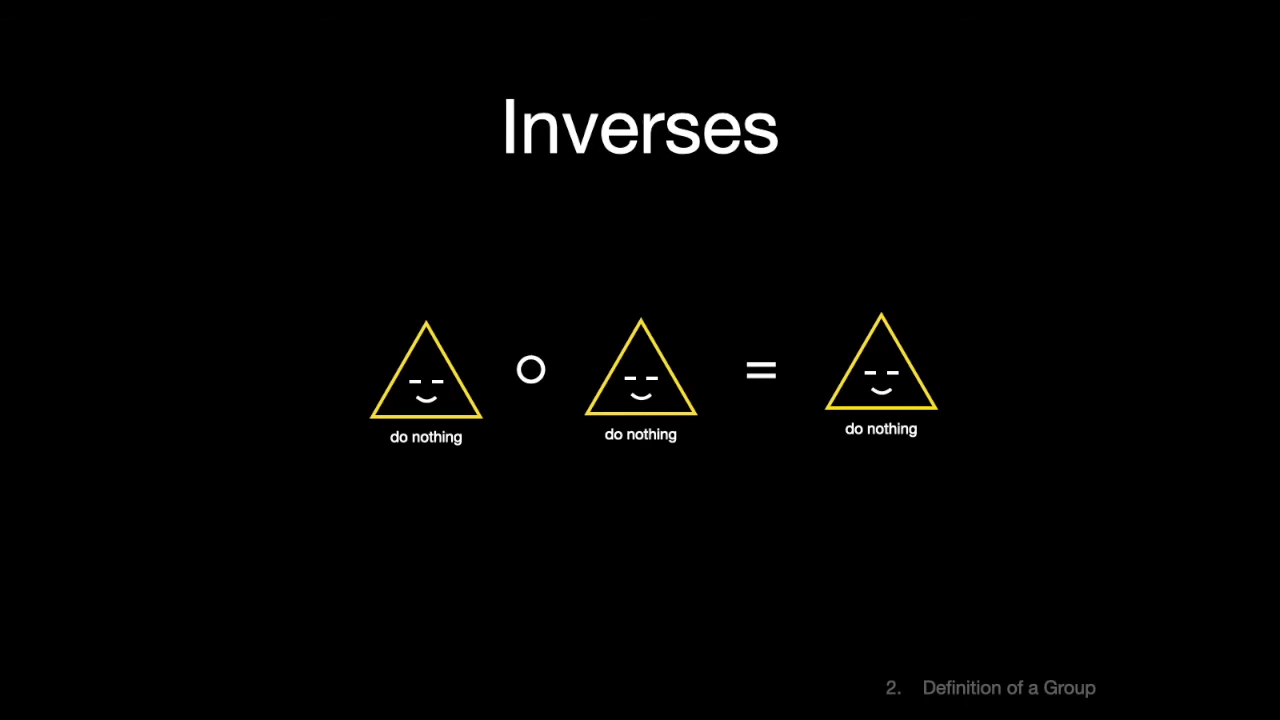 Inverses
do nothing
do nothing
=
do nothing
2. Definition of a Group